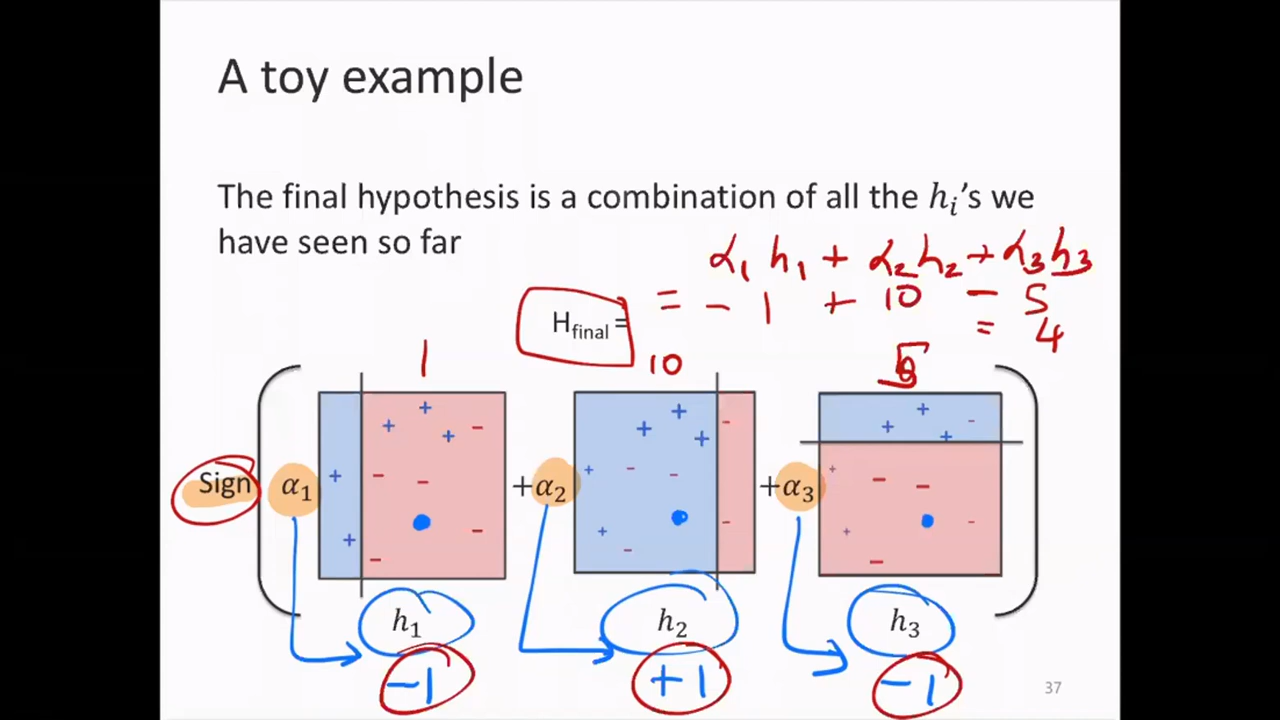 A toy example
The final hypothesis is a combination of all the hᵢ's we
have seen so far
α₁ h₁ + α₂ h₂ + α₃ h₃
= - 1 + 10 - 5
= 4
H_final =
1 10 5
Sign α₁ +α₂ +α₃
h₁ h₂ h₃
-1 +1 -1
37